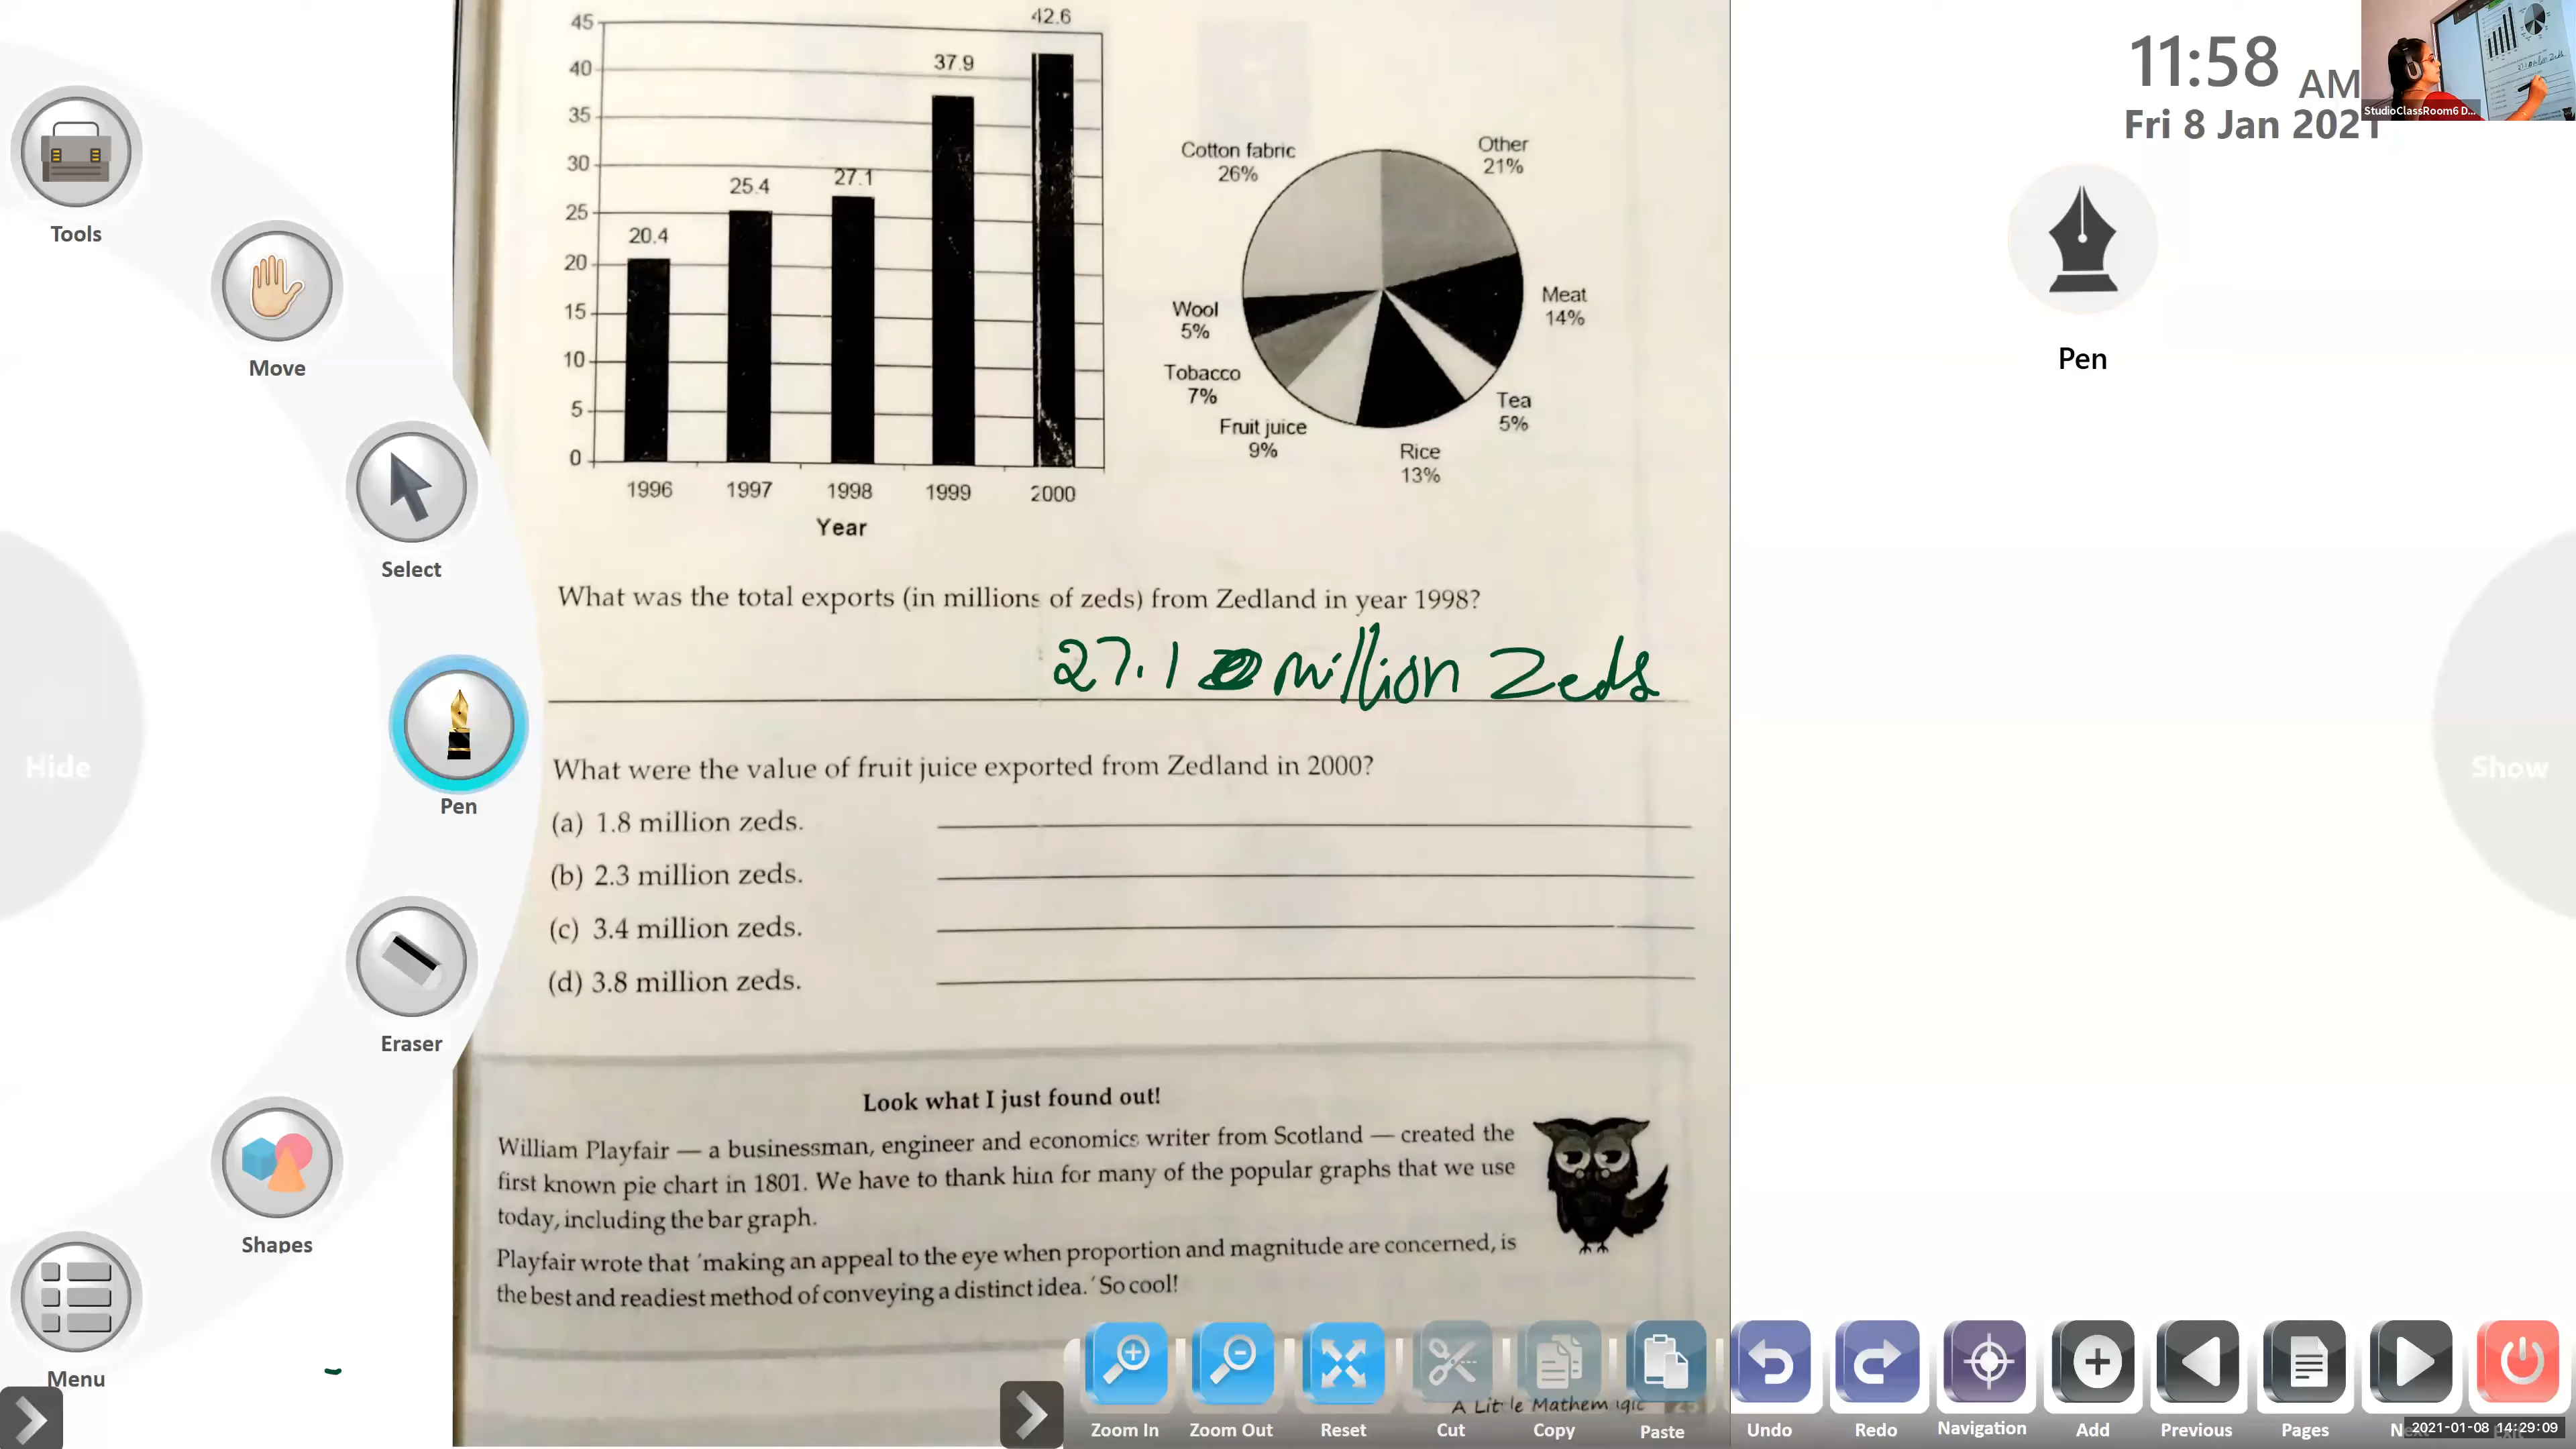 45
42.6
40
37.9
35
30
27.1
25.4
25
20.4
20
15
10
5
0
1996 1997 1998 1999 2000
Year
Cotton fabric
26%
Other
21%
Meat
14%
Wool
5%
Tobacco
7%
Tea
5%
Fruit juice
9%
Rice
13%
What was the total exports (in millions of zeds) from Zedland in year 1998?
27.1 million Zeds
What were the value of fruit juice exported from Zedland in 2000?
(a) 1.8 million zeds.
(b) 2.3 million zeds.
(c) 3.4 million zeds.
(d) 3.8 million zeds.
Look what I just found out!
William Playfair — a businessman, engineer and economics writer from Scotland — created the
first known pie chart in 1801. We have to thank him for many of the popular graphs that we use
today, including the bar graph.
Playfair wrote that 'making an appeal to the eye when proportion and magnitude are concerned, is
the best and readiest method of conveying a distinct idea.' So cool!
Tools
Move
Select
Pen
Eraser
Shapes
Menu
Hide
11:58 AM
Fri 8 Jan 2021
StudioClassRoom6 D...
Pen
Show
Zoom In
Zoom Out
Reset
Cut
Copy
Paste
Undo
Redo
Navigation
Add
Previous
Pages
2021-01-08 14:29:09